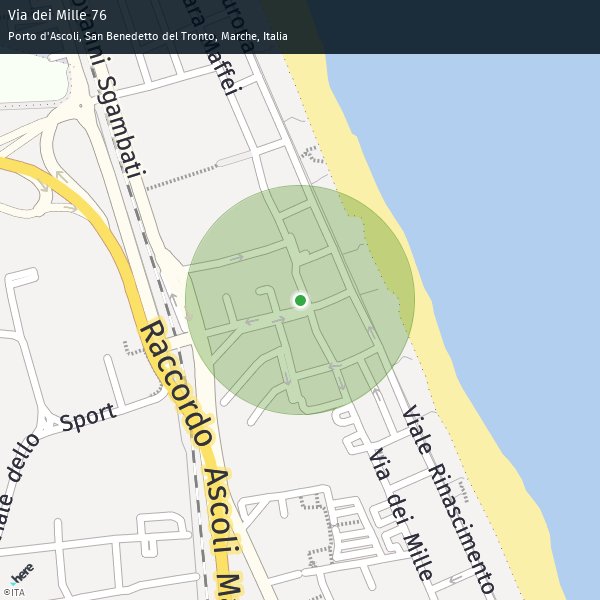 Via dei Mille 76
Porto d'Ascoli, San Benedetto del Tronto, Marche, Italia
Maffei
Sgambati
Raccordo Ascoli
Sport
dello
Viale Rinascimento
Via dei Mille
here
©ITA